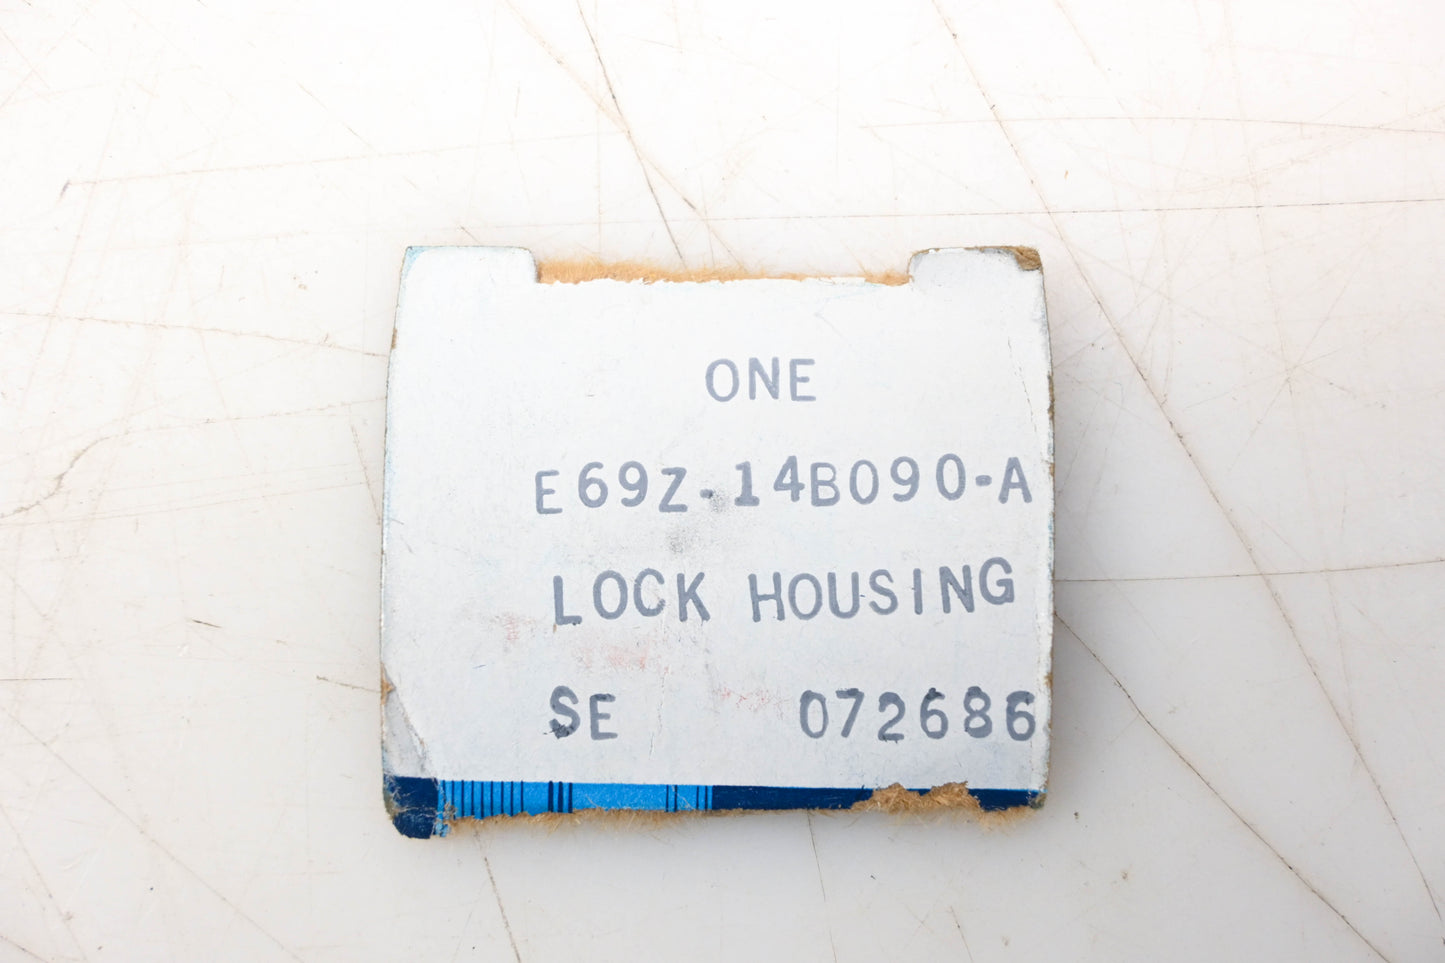 ONE
E69Z-14B090-A
LOCK HOUSING
SE 072686